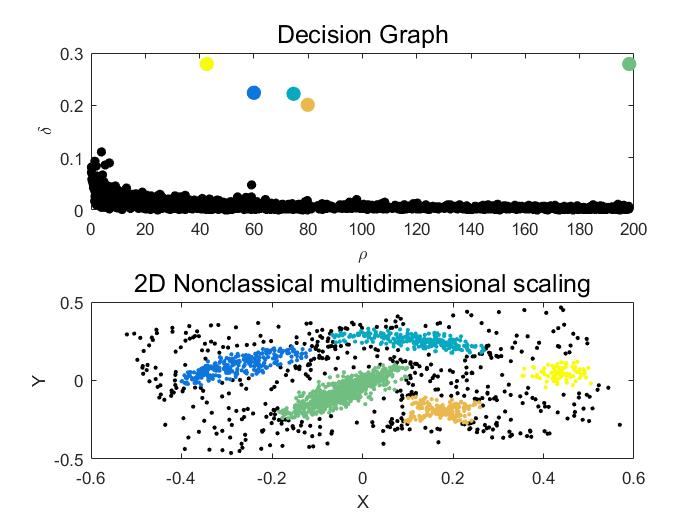 Decision Graph
0.3
0.2
0.1
0
δ
0 20 40 60 80 100 120 140 160 180 200
ρ
2D Nonclassical multidimensional scaling
0.5
0
-0.5
Y
-0.6 -0.4 -0.2 0 0.2 0.4 0.6
X